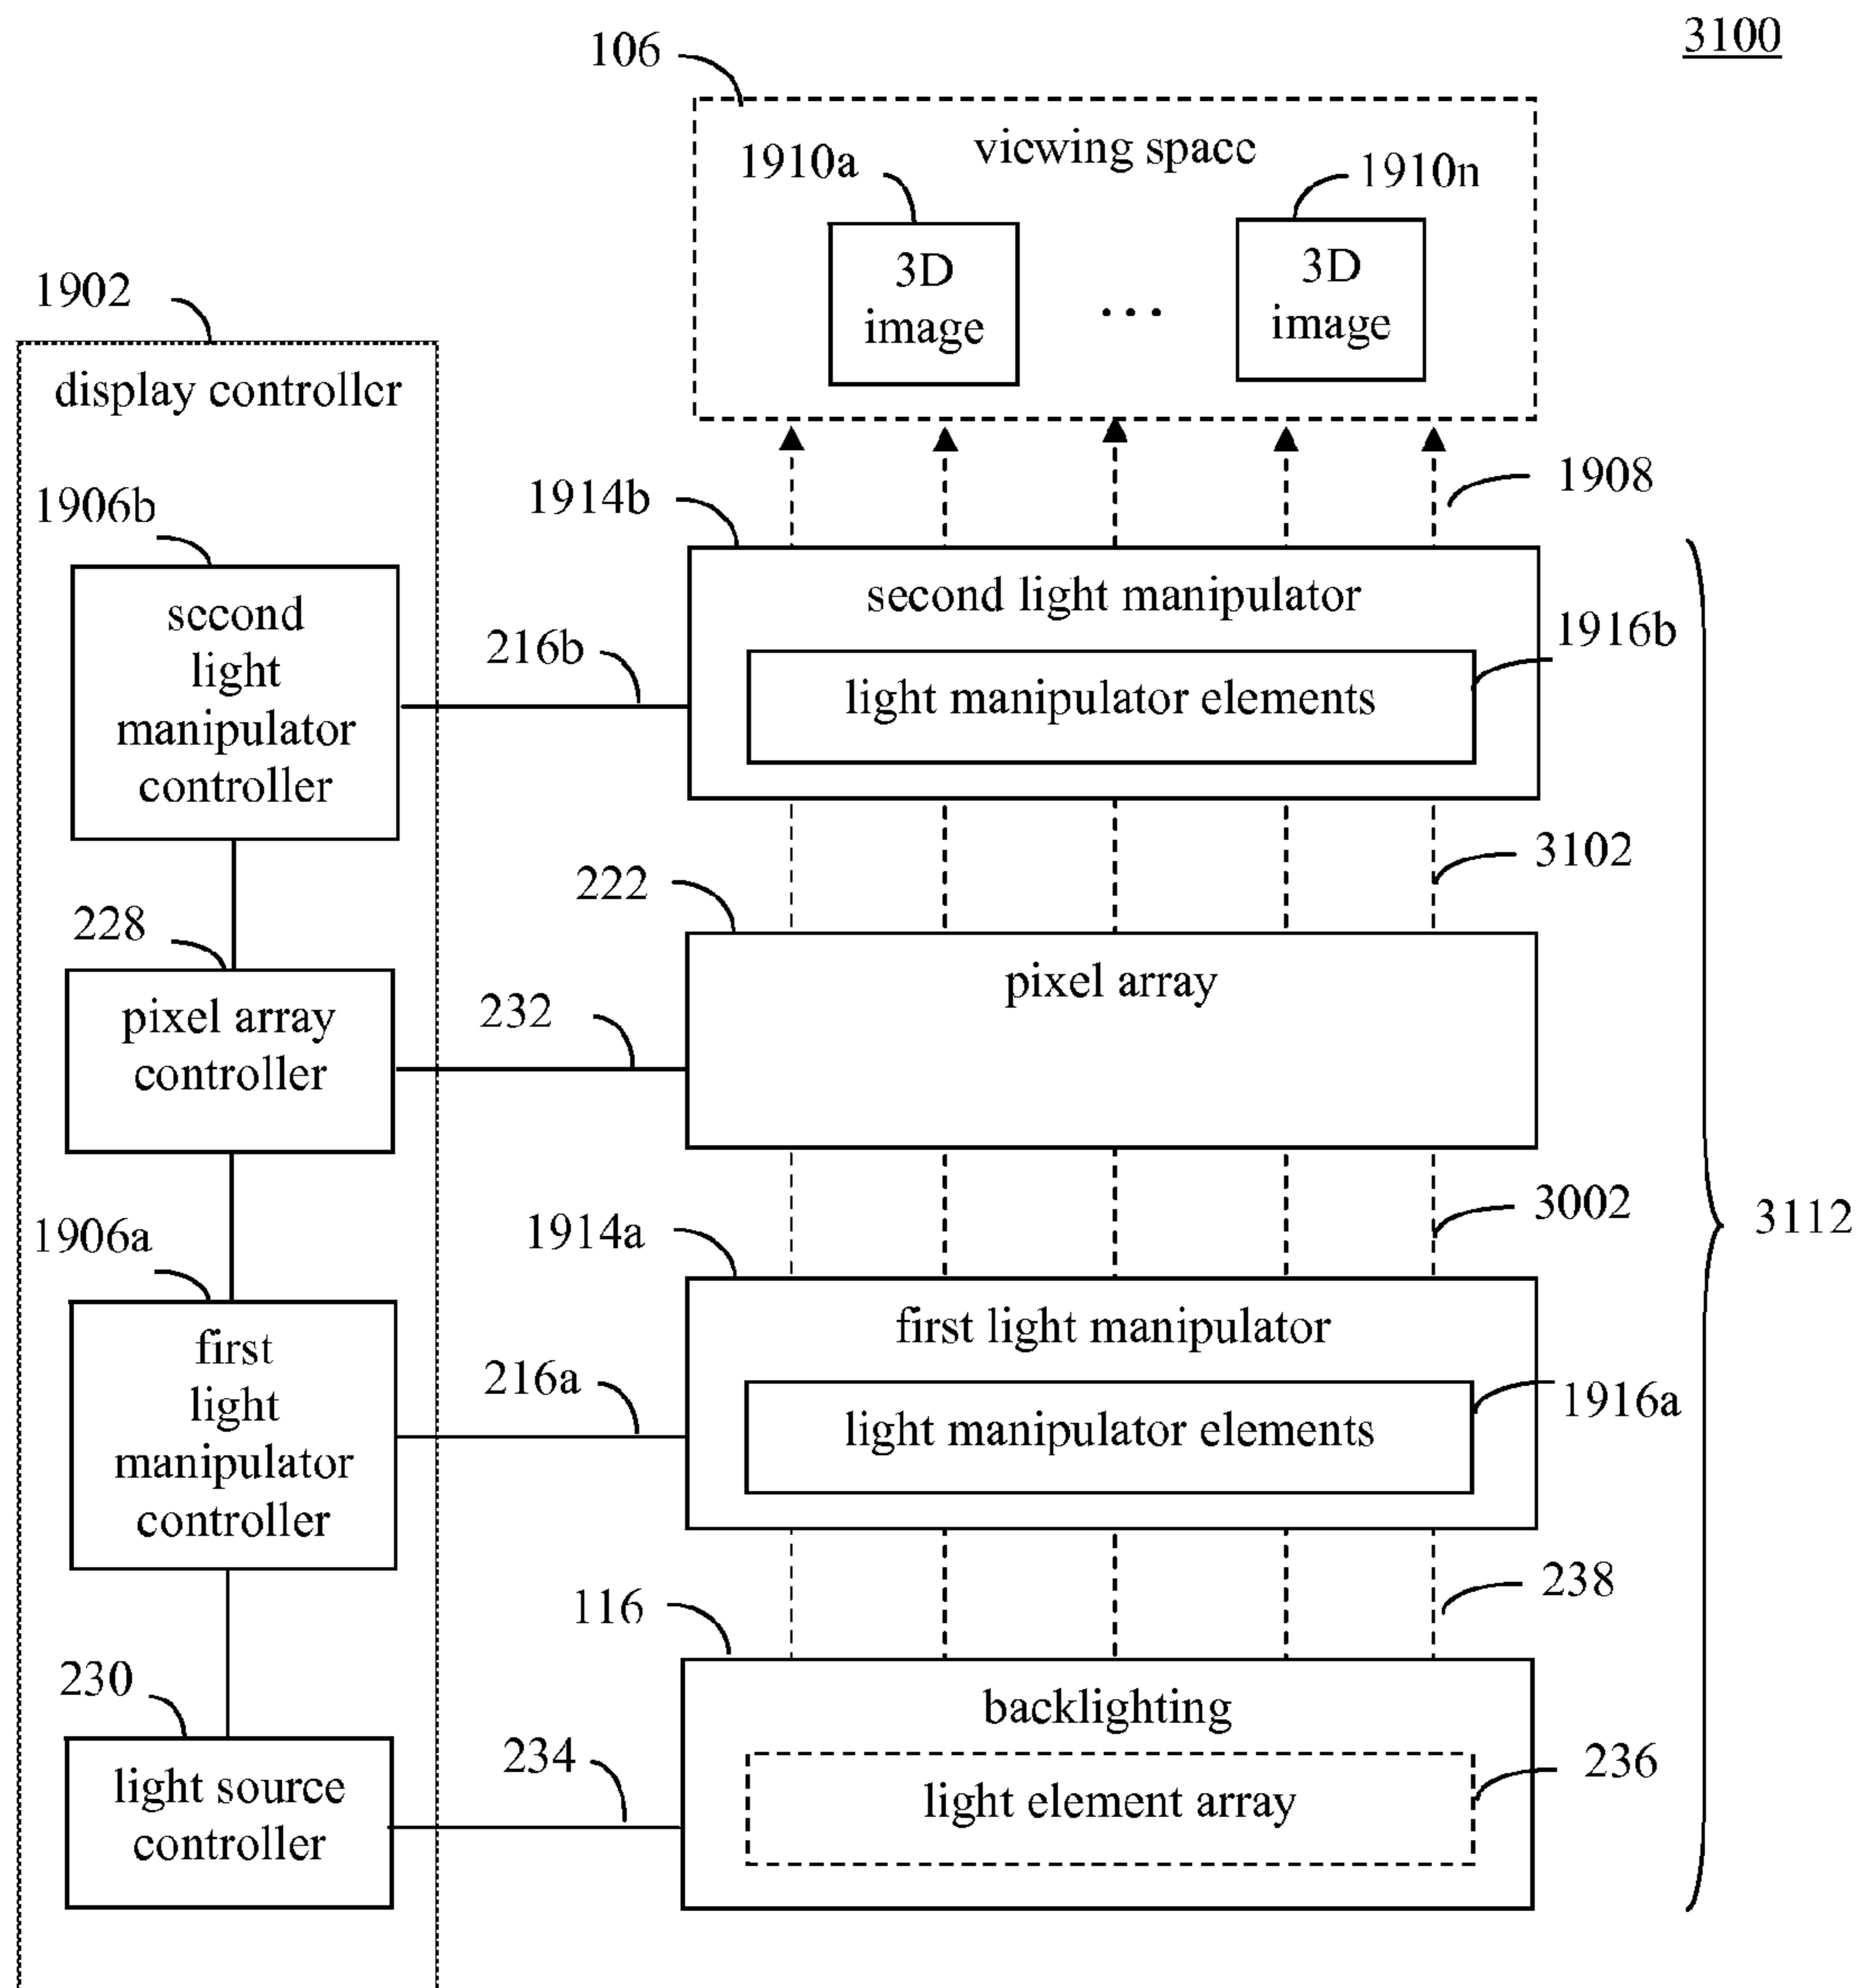 3100
106
viewing space
1910a
1910n
3D
image
...
3D
image
1902
display controller
1906b
second
light
manipulator
controller
216b
1914b
1908
second light manipulator
1916b
light manipulator elements
3102
222
228
pixel array
controller
232
pixel array
3002
3112
1906a
1914a
first
light
manipulator
controller
216a
first light manipulator
1916a
light manipulator elements
238
116
230
light source
controller
234
backlighting
236
light element array